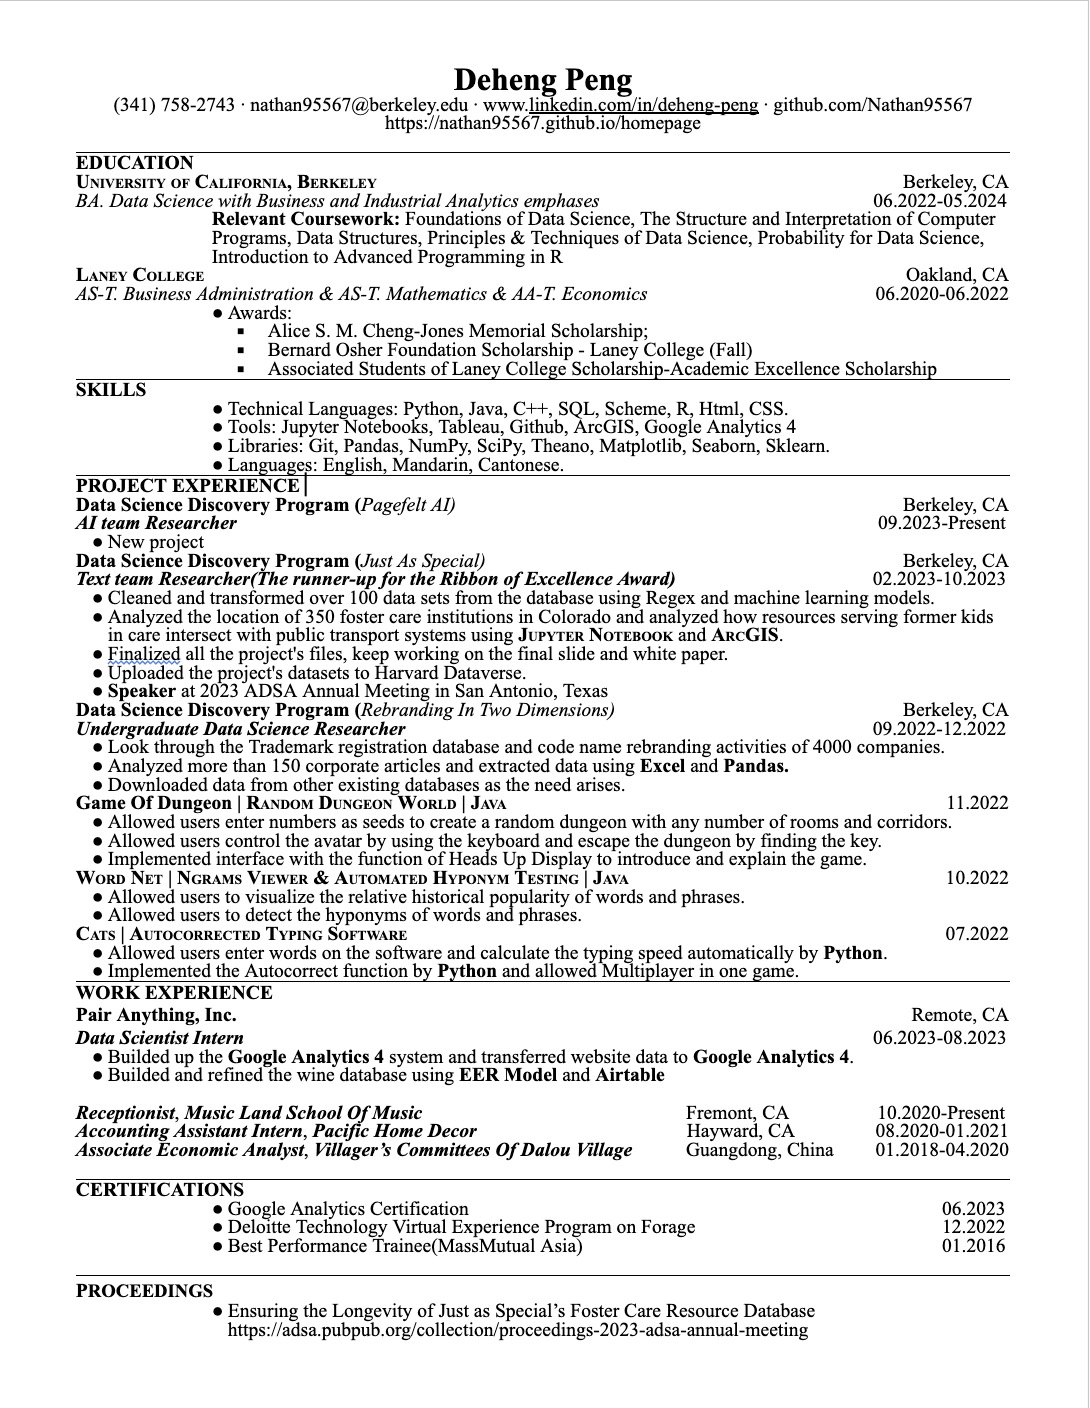 Deheng Peng
(341) 758-2743 · nathan95567@berkeley.edu · www.linkedin.com/in/deheng-peng · github.com/Nathan95567
https://nathan95567.github.io/homepage
EDUCATION
UNIVERSITY OF CALIFORNIA, BERKELEY Berkeley, CA
BA. Data Science with Business and Industrial Analytics emphases 06.2022-05.2024
Relevant Coursework: Foundations of Data Science, The Structure and Interpretation of Computer
Programs, Data Structures, Principles & Techniques of Data Science, Probability for Data Science,
Introduction to Advanced Programming in R
LANEY COLLEGE Oakland, CA
AS-T. Business Administration & AS-T. Mathematics & AA-T. Economics 06.2020-06.2022
● Awards:
▪ Alice S. M. Cheng-Jones Memorial Scholarship;
▪ Bernard Osher Foundation Scholarship - Laney College (Fall)
▪ Associated Students of Laney College Scholarship-Academic Excellence Scholarship
SKILLS
● Technical Languages: Python, Java, C++, SQL, Scheme, R, Html, CSS.
● Tools: Jupyter Notebooks, Tableau, Github, ArcGIS, Google Analytics 4
● Libraries: Git, Pandas, NumPy, SciPy, Theano, Matplotlib, Seaborn, Sklearn.
● Languages: English, Mandarin, Cantonese.
PROJECT EXPERIENCE
Data Science Discovery Program (Pagefelt AI) Berkeley, CA
AI team Researcher 09.2023-Present
● New project
Data Science Discovery Program (Just As Special) Berkeley, CA
Text team Researcher(The runner-up for the Ribbon of Excellence Award) 02.2023-10.2023
● Cleaned and transformed over 100 data sets from the database using Regex and machine learning models.
● Analyzed the location of 350 foster care institutions in Colorado and analyzed how resources serving former kids
in care intersect with public transport systems using JUPYTER NOTEBOOK and ARCGIS.
● Finalized all the project's files, keep working on the final slide and white paper.
● Uploaded the project's datasets to Harvard Dataverse.
● Speaker at 2023 ADSA Annual Meeting in San Antonio, Texas
Data Science Discovery Program (Rebranding In Two Dimensions) Berkeley, CA
Undergraduate Data Science Researcher 09.2022-12.2022
● Look through the Trademark registration database and code name rebranding activities of 4000 companies.
● Analyzed more than 150 corporate articles and extracted data using Excel and Pandas.
● Downloaded data from other existing databases as the need arises.
Game Of Dungeon | RANDOM DUNGEON WORLD | JAVA 11.2022
● Allowed users enter numbers as seeds to create a random dungeon with any number of rooms and corridors.
● Allowed users control the avatar by using the keyboard and escape the dungeon by finding the key.
● Implemented interface with the function of Heads Up Display to introduce and explain the game.
WORD NET | NGRAMS VIEWER & AUTOMATED HYPONYM TESTING | JAVA 10.2022
● Allowed users to visualize the relative historical popularity of words and phrases.
● Allowed users to detect the hyponyms of words and phrases.
CATS | AUTOCORRECTED TYPING SOFTWARE 07.2022
● Allowed users enter words on the software and calculate the typing speed automatically by Python.
● Implemented the Autocorrect function by Python and allowed Multiplayer in one game.
WORK EXPERIENCE
Pair Anything, Inc. Remote, CA
Data Scientist Intern 06.2023-08.2023
● Builded up the Google Analytics 4 system and transferred website data to Google Analytics 4.
● Builded and refined the wine database using EER Model and Airtable
Receptionist, Music Land School Of Music Fremont, CA 10.2020-Present
Accounting Assistant Intern, Pacific Home Decor Hayward, CA 08.2020-01.2021
Associate Economic Analyst, Villager’s Committees Of Dalou Village Guangdong, China 01.2018-04.2020
CERTIFICATIONS
● Google Analytics Certification 06.2023
● Deloitte Technology Virtual Experience Program on Forage 12.2022
● Best Performance Trainee(MassMutual Asia) 01.2016
PROCEEDINGS
● Ensuring the Longevity of Just as Special’s Foster Care Resource Database
https://adsa.pubpub.org/collection/proceedings-2023-adsa-annual-meeting